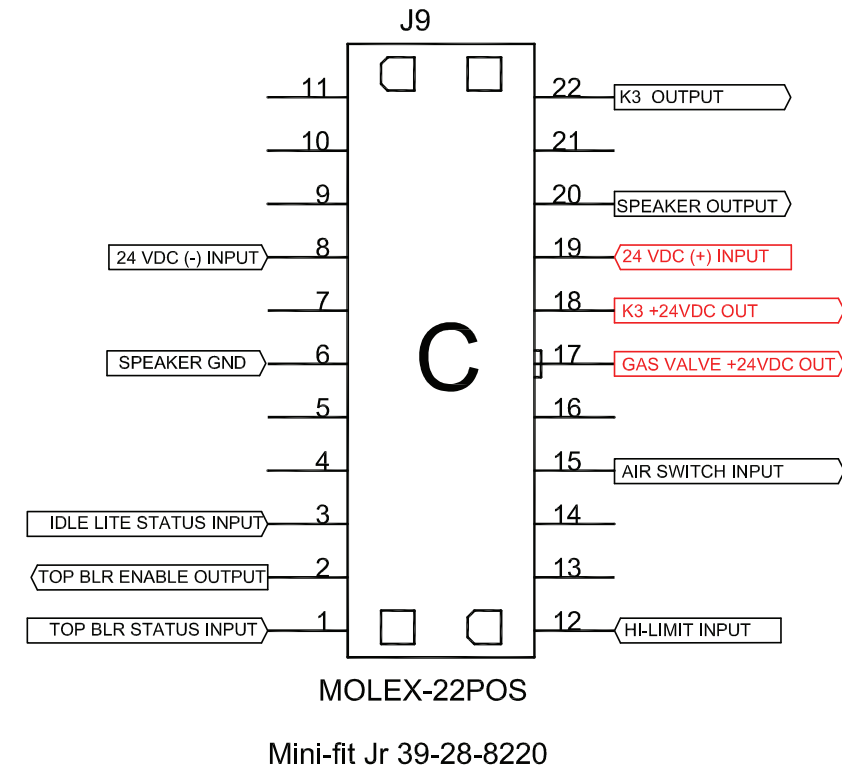 J9
11
22
K3 OUTPUT
10
21
9
20
SPEAKER OUTPUT
24 VDC (-) INPUT
8
19
24 VDC (+) INPUT
7
18
K3 +24VDC OUT
SPEAKER GND
6
C
17
GAS VALVE +24VDC OUT
5
16
4
15
AIR SWITCH INPUT
IDLE LITE STATUS INPUT
3
14
TOP BLR ENABLE OUTPUT
2
13
TOP BLR STATUS INPUT
1
12
HI-LIMIT INPUT
MOLEX-22POS
Mini-fit Jr 39-28-8220